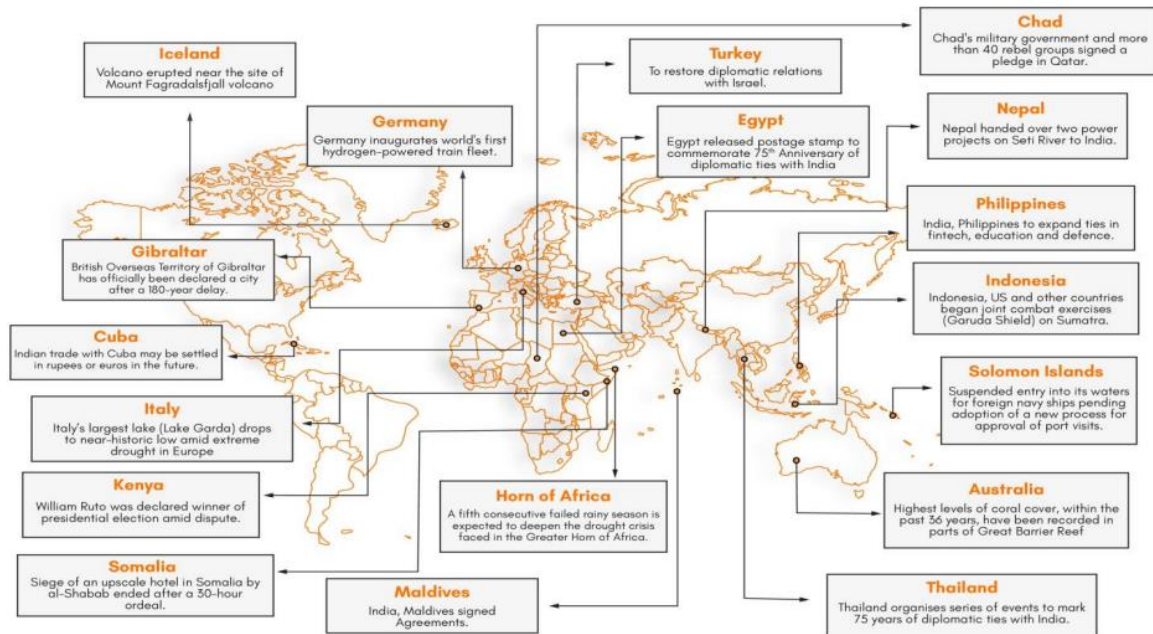 Chad
Chad's military government and more
than 40 rebel groups signed a
pledge in Qatar.
Iceland
Volcano erupted near the site of
Mount Fagradalsfjall volcano
Turkey
To restore diplomatic relations
with Israel.
Germany
Germany inaugurates world's first
hydrogen-powered train fleet.
Egypt
Egypt released postage stamp to
commemorate 75th Anniversary of
diplomatic ties with India
Nepal
Nepal handed over two power
projects on Seti River to India.
Philippines
India, Philippines to expand ties in
fintech, education and defence.
Gibraltar
British Overseas Territory of Gibraltar
has officially been declared a city
after a 180-year delay.
Indonesia
Indonesia, US and other countries
began joint combat exercises
(Garuda Shield) on Sumatra.
Cuba
Indian trade with Cuba may be settled
in rupees or euros in the future.
Solomon Islands
Suspended entry into its waters
for foreign navy ships pending
adoption of a new process for
approval of port visits.
Italy
Italy's largest lake (Lake Garda) drops
to near-historic low amid extreme
drought in Europe
Kenya
William Ruto was declared winner of
presidential election amid dispute.
Horn of Africa
A fifth consecutive failed rainy season is
expected to deepen the drought crisis
faced in the Greater Horn of Africa.
Australia
Highest levels of coral cover, within the
past 36 years, have been recorded in
parts of Great Barrier Reef
Somalia
Siege of an upscale hotel in Somalia by
al-Shabab ended after a 30-hour
ordeal.
Maldives
India, Maldives signed
Agreements.
Thailand
Thailand organises series of events to mark
75 years of diplomatic ties with India.